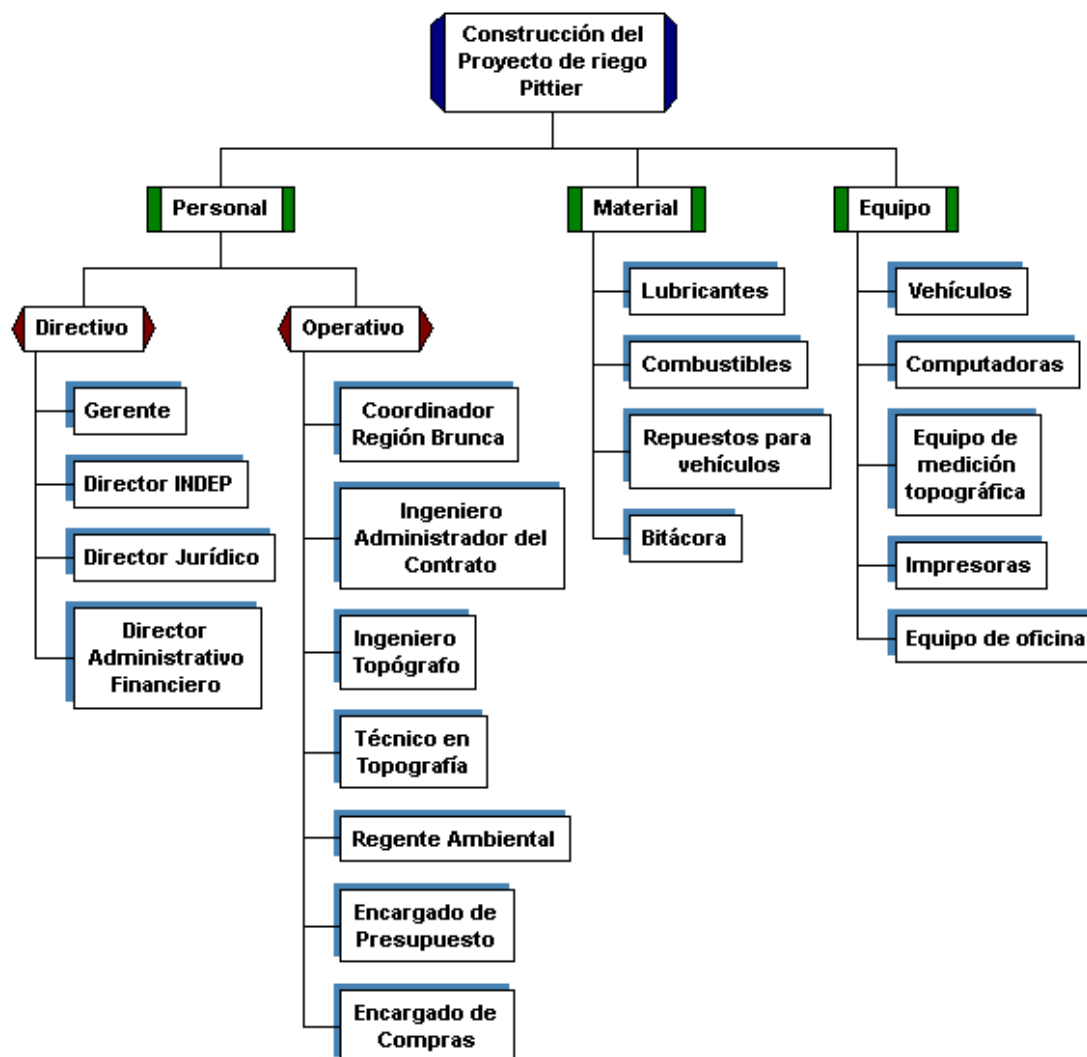 Construcción del
Proyecto de riego
Pittier
Personal
Material
Equipo
Directivo
Operativo
Gerente
Director INDEP
Director Jurídico
Director
Administrativo
Financiero
Coordinador
Región Brunca
Ingeniero
Administrador del
Contrato
Ingeniero
Topógrafo
Técnico en
Topografía
Regente Ambiental
Encargado de
Presupuesto
Encargado de
Compras
Lubricantes
Combustibles
Repuestos para
vehículos
Bitácora
Vehículos
Computadoras
Equipo de
medición
topográfica
Impresoras
Equipo de oficina